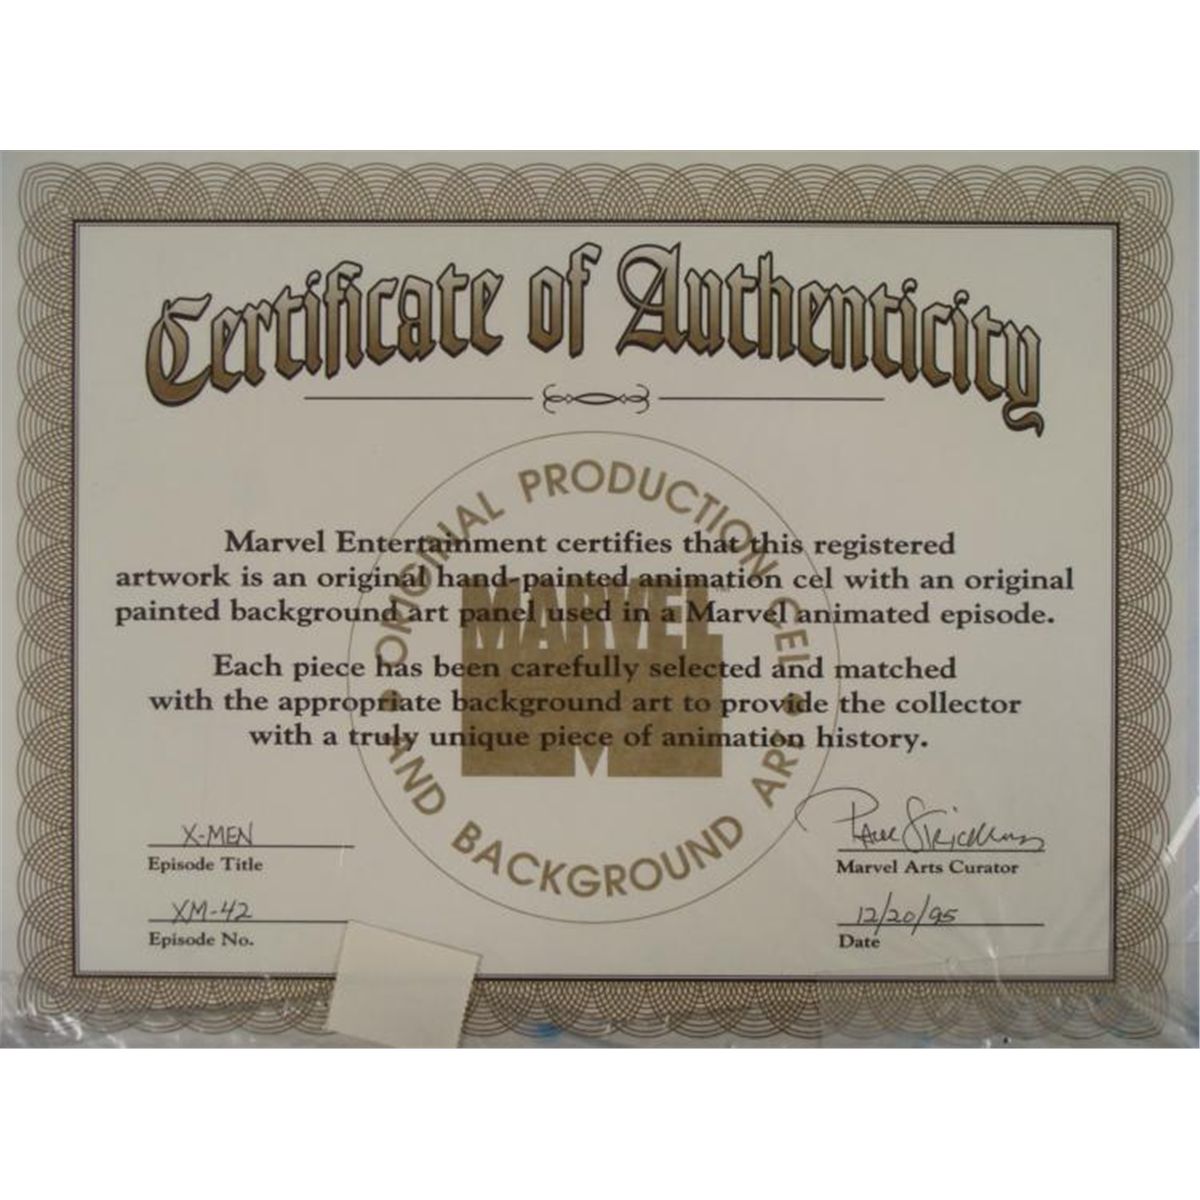 Certificate of Authenticity
ORIGINAL PRODUCTION CEL
AND BACKGROUND ART
MARVEL
Marvel Entertainment certifies that this registered
artwork is an original hand-painted animation cel with an original
painted background art panel used in a Marvel animated episode.
Each piece has been carefully selected and matched
with the appropriate background art to provide the collector
with a truly unique piece of animation history.
X-MEN
Episode Title
XM-42
Episode No.
Paul
Marvel Arts Curator
12/20/95
Date